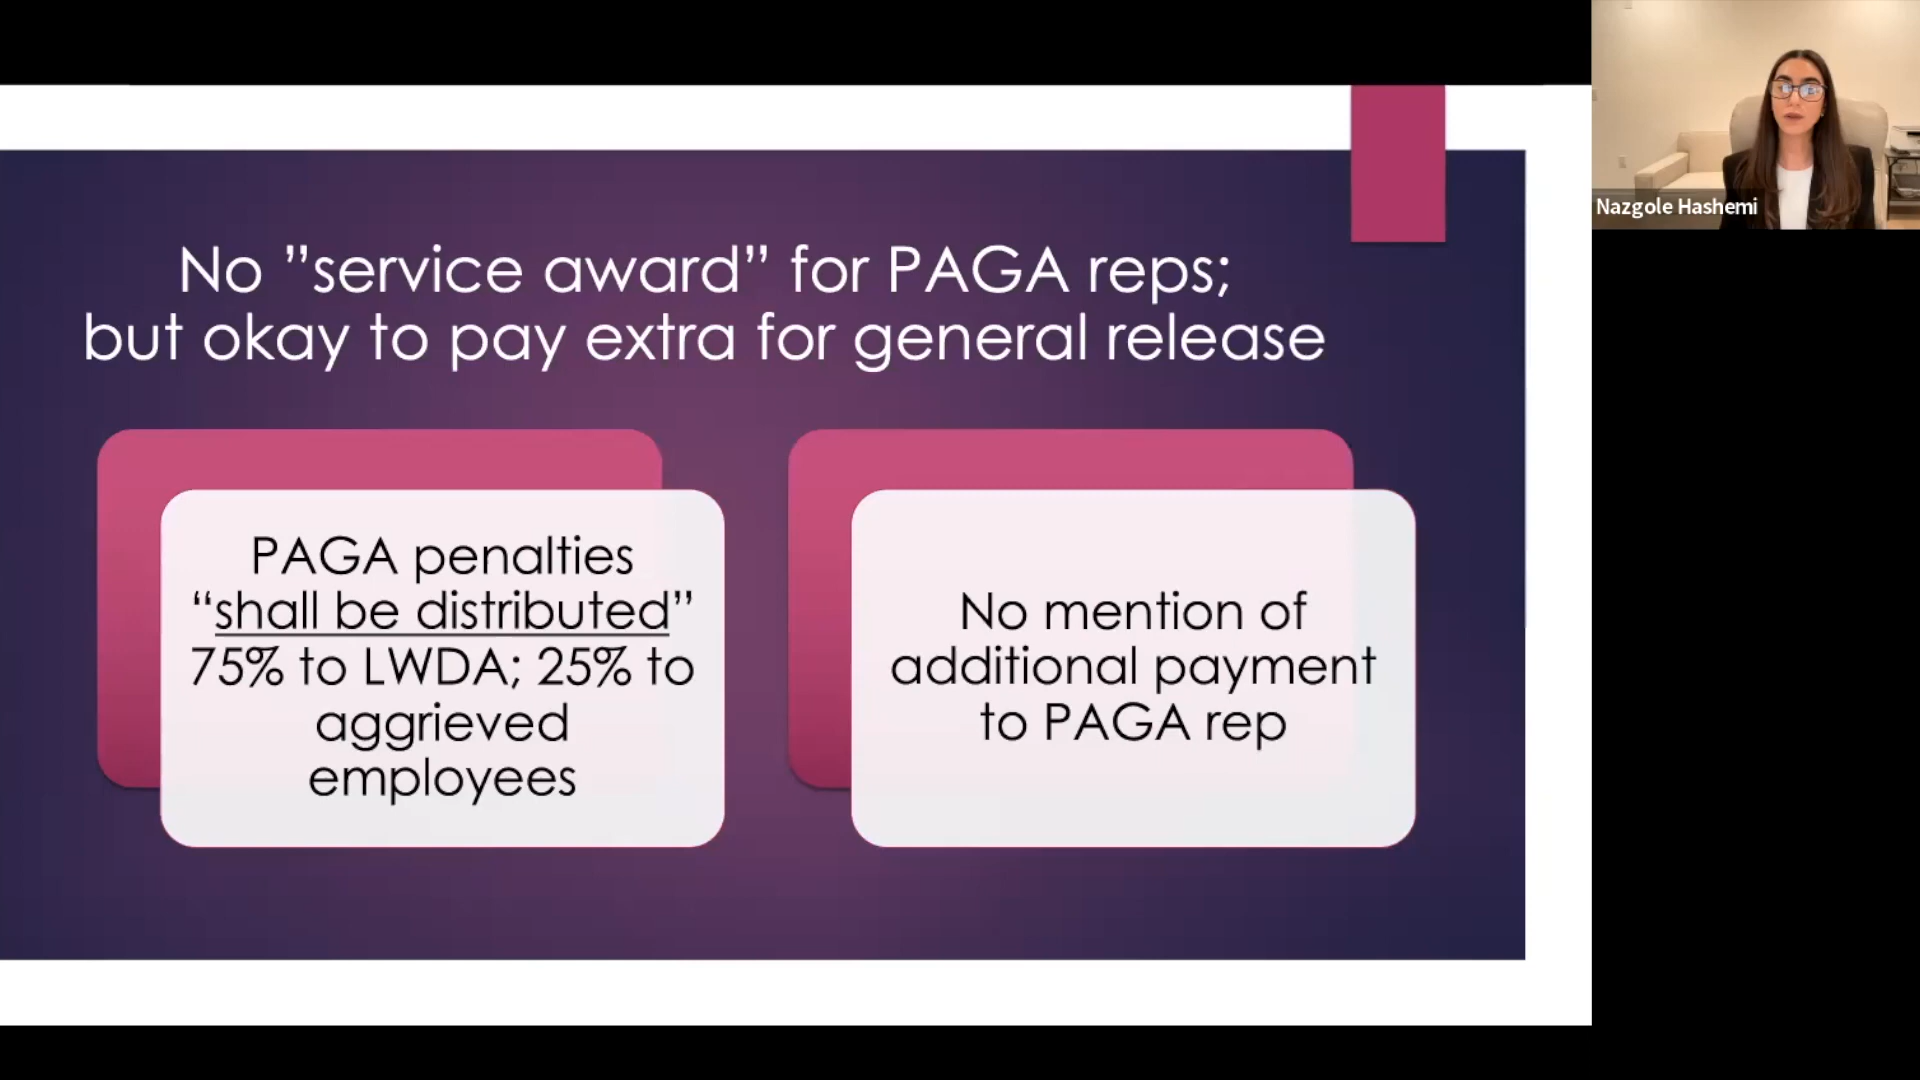 No ”service award” for PAGA reps;
but okay to pay extra for general release
PAGA penalties
“shall be distributed”
75% to LWDA; 25% to
aggrieved
employees
No mention of
additional payment
to PAGA rep
Nazgole Hashemi